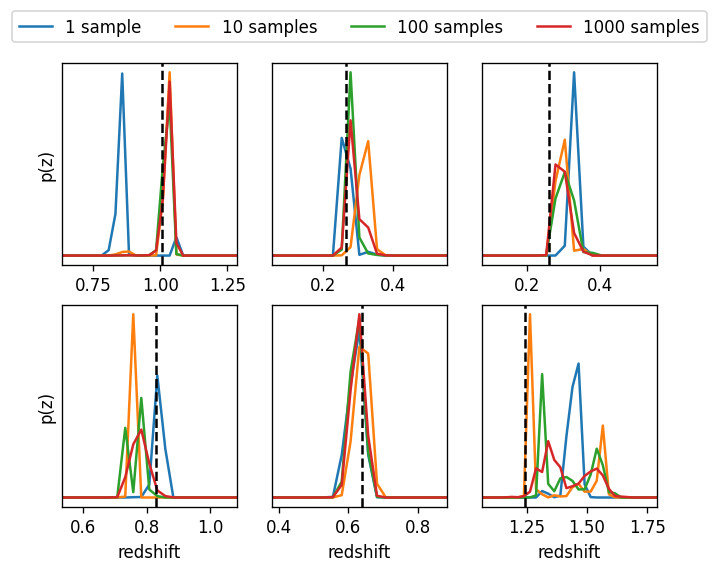 1 sample 10 samples 100 samples 1000 samples
p(z)
0.75 1.00 1.25 0.2 0.4 0.2 0.4
p(z)
0.6 0.8 1.0 0.4 0.6 0.8 1.25 1.50 1.75
redshift redshift redshift